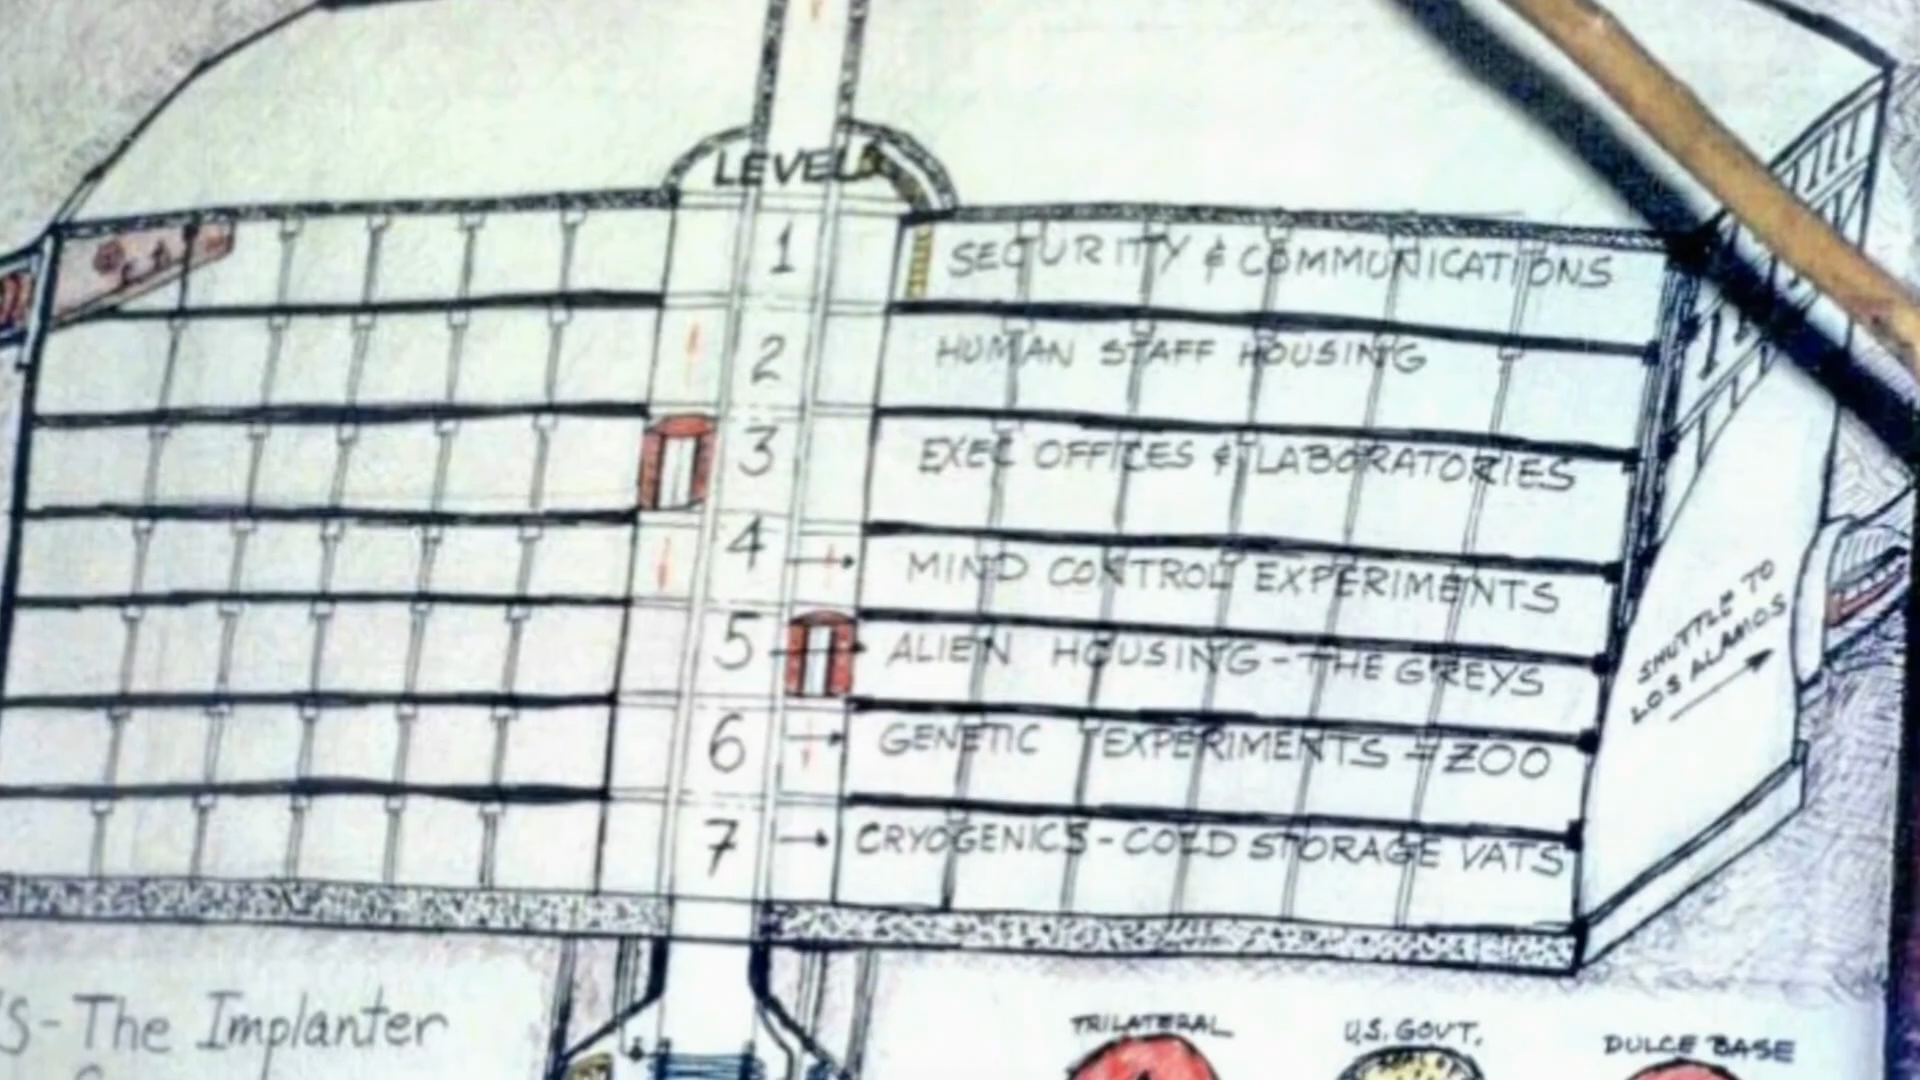 LEVELS
1 SECURITY & COMMUNICATIONS
2 HUMAN STAFF HOUSING
3 EXEC OFFICES & LABORATORIES
4 MIND CONTROL EXPERIMENTS
5 ALIEN HOUSING - THE GREYS
6 GENETIC EXPERIMENTS - ZOO
7 CRYOGENICS - COLD STORAGE VATS
SHUTTLE TO
LOS ALAMOS
'S - The Implanter
TRILATERAL
U.S. GOVT.
DULCE BASE